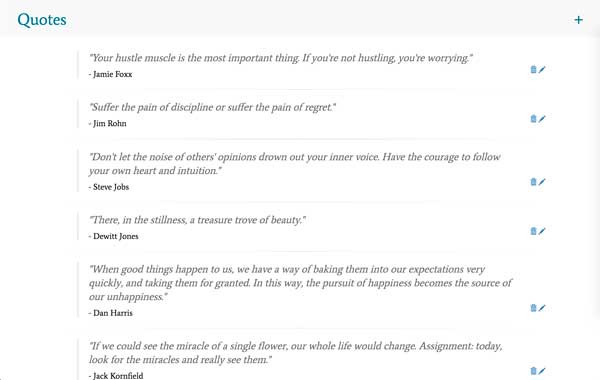 Quotes +
"Your hustle muscle is the most important thing. If you're not hustling, you're worrying."
- Jamie Foxx
"Suffer the pain of discipline or suffer the pain of regret."
- Jim Rohn
"Don't let the noise of others' opinions drown out your inner voice. Have the courage to follow
your own heart and intuition."
- Steve Jobs
"There, in the stillness, a treasure trove of beauty."
- Dewitt Jones
"When good things happen to us, we have a way of baking them into our expectations very
quickly, and taking them for granted. In this way, the pursuit of happiness becomes the source of
our unhappiness."
- Dan Harris
"If we could see the miracle of a single flower, our whole life would change. Assignment: today,
look for the miracles and really see them."
- Jack Kornfield